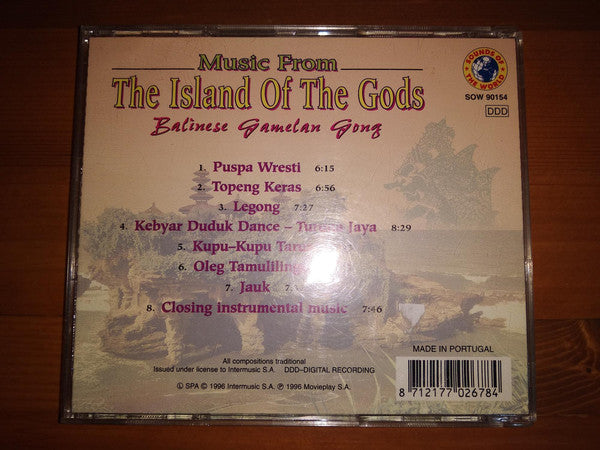 Music From
The Island Of The Gods
Balinese Gamelan Gong
SOUNDS OF THE WORLD
SOW 90154
DDD
1. Puspa Wresti 6:15
2. Topeng Keras 6:56
3. Legong 7:27
4. Kebyar Duduk Dance – Jaya 8:29
5. Kupu–Kupu
6. Oleg
7. Jauk
8. Closing instrumental music 7:46
All compositions traditional
Issued under license to Intermusic S.A. DDD–DIGITAL RECORDING
Ⓛ SPA © 1996 Intermusic S.A. ℗ 1996 Movieplay S.A.
MADE IN PORTUGAL
8 712177 026784